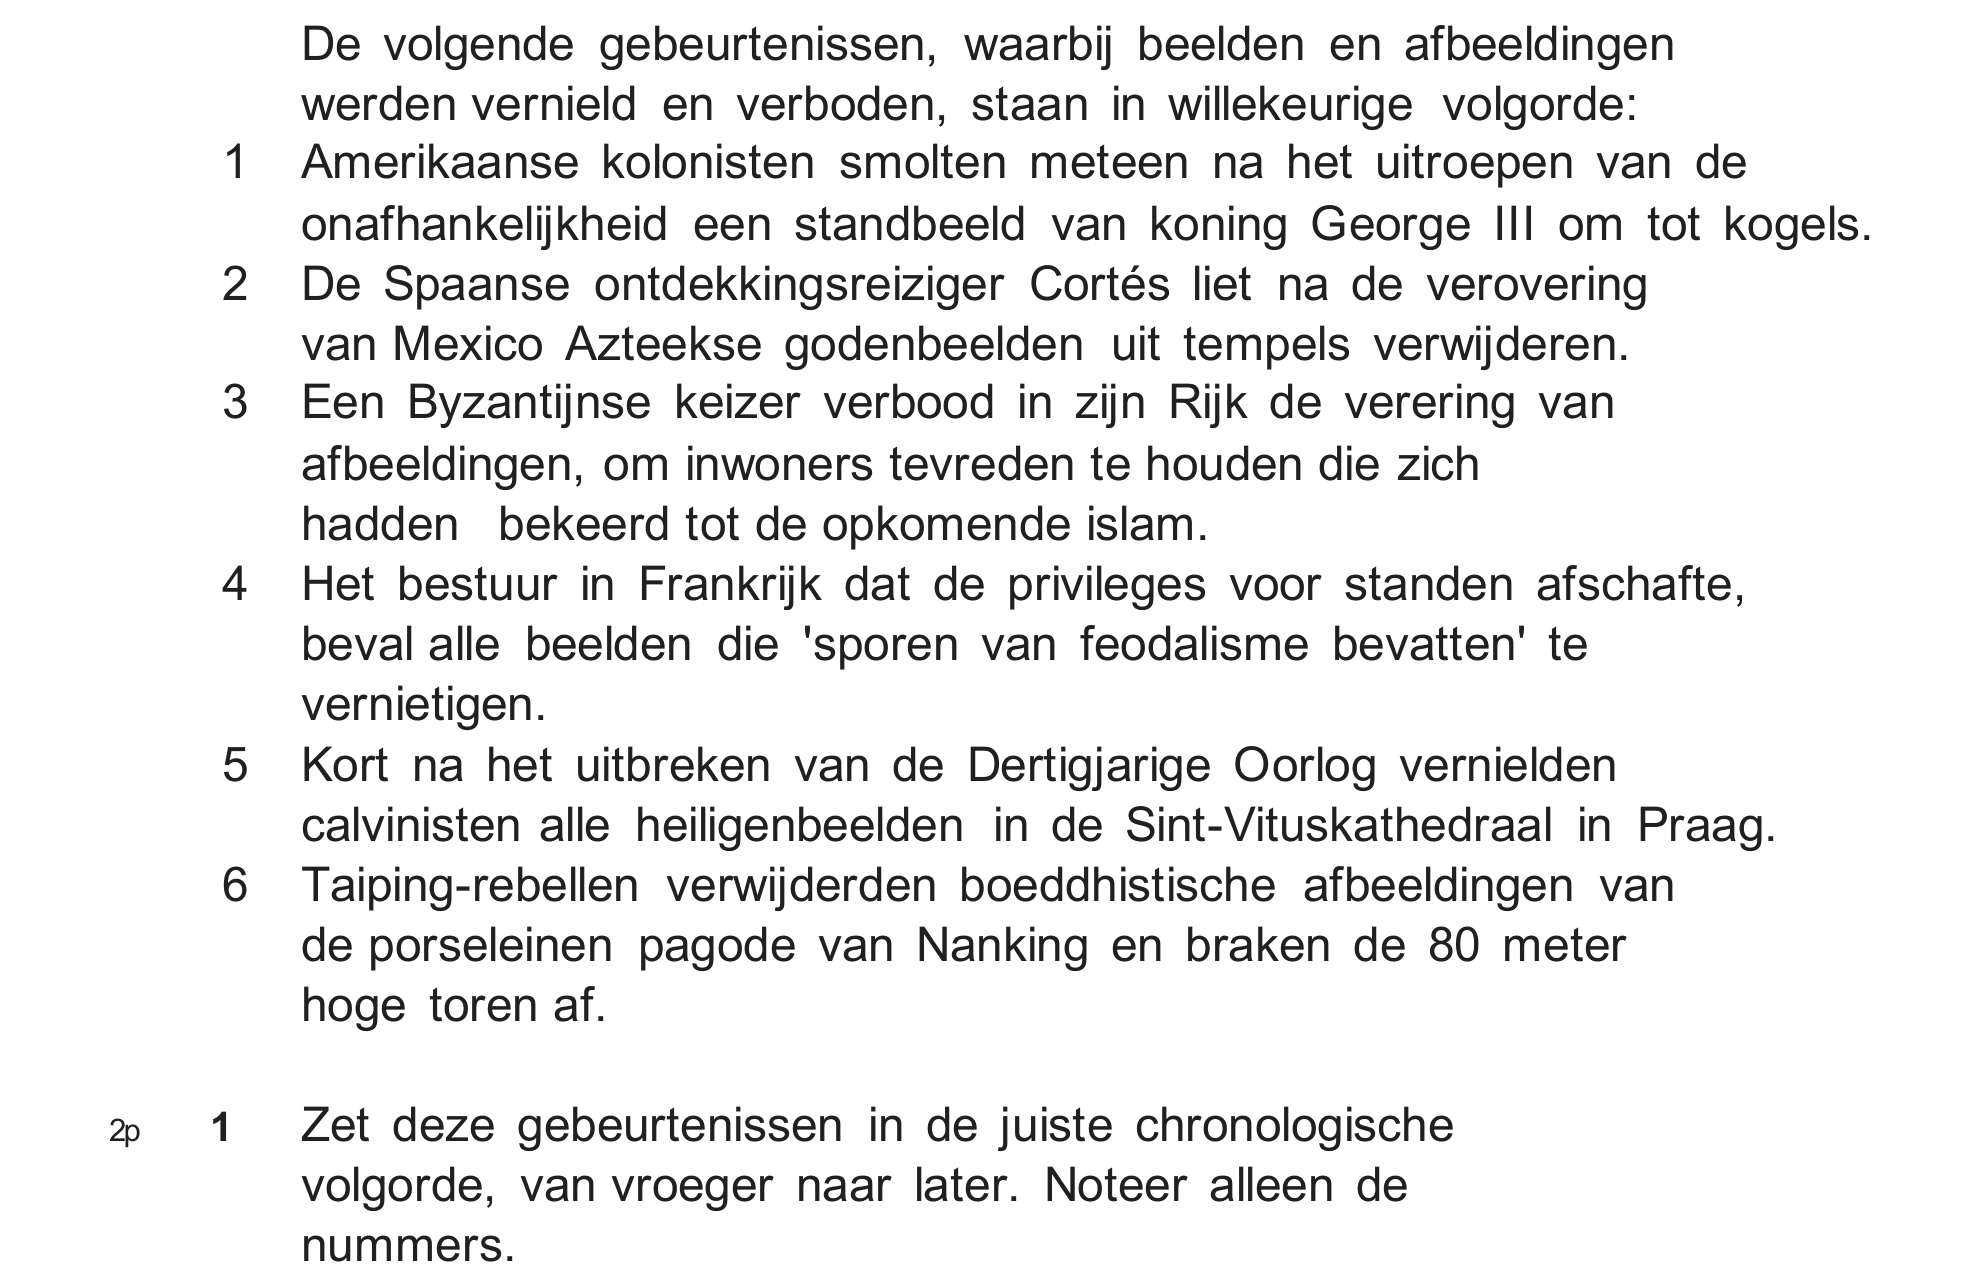 De volgende gebeurtenissen, waarbij beelden en afbeeldingen
werden vernield en verboden, staan in willekeurige volgorde:
1 Amerikaanse kolonisten smolten meteen na het uitroepen van de
onafhankelijkheid een standbeeld van koning George III om tot kogels.
2 De Spaanse ontdekkingsreiziger Cortés liet na de verovering
van Mexico Azteekse godenbeelden uit tempels verwijderen.
3 Een Byzantijnse keizer verbood in zijn Rijk de verering van
afbeeldingen, om inwoners tevreden te houden die zich
hadden bekeerd tot de opkomende islam.
4 Het bestuur in Frankrijk dat de privileges voor standen afschafte,
beval alle beelden die 'sporen van feodalisme bevatten' te
vernietigen.
5 Kort na het uitbreken van de Dertigjarige Oorlog vernielden
calvinisten alle heiligenbeelden in de Sint-Vituskathedraal in Praag.
6 Taiping-rebellen verwijderden boeddhistische afbeeldingen van
de porseleinen pagode van Nanking en braken de 80 meter
hoge toren af.
2p 1 Zet deze gebeurtenissen in de juiste chronologische
volgorde, van vroeger naar later. Noteer alleen de
nummers.